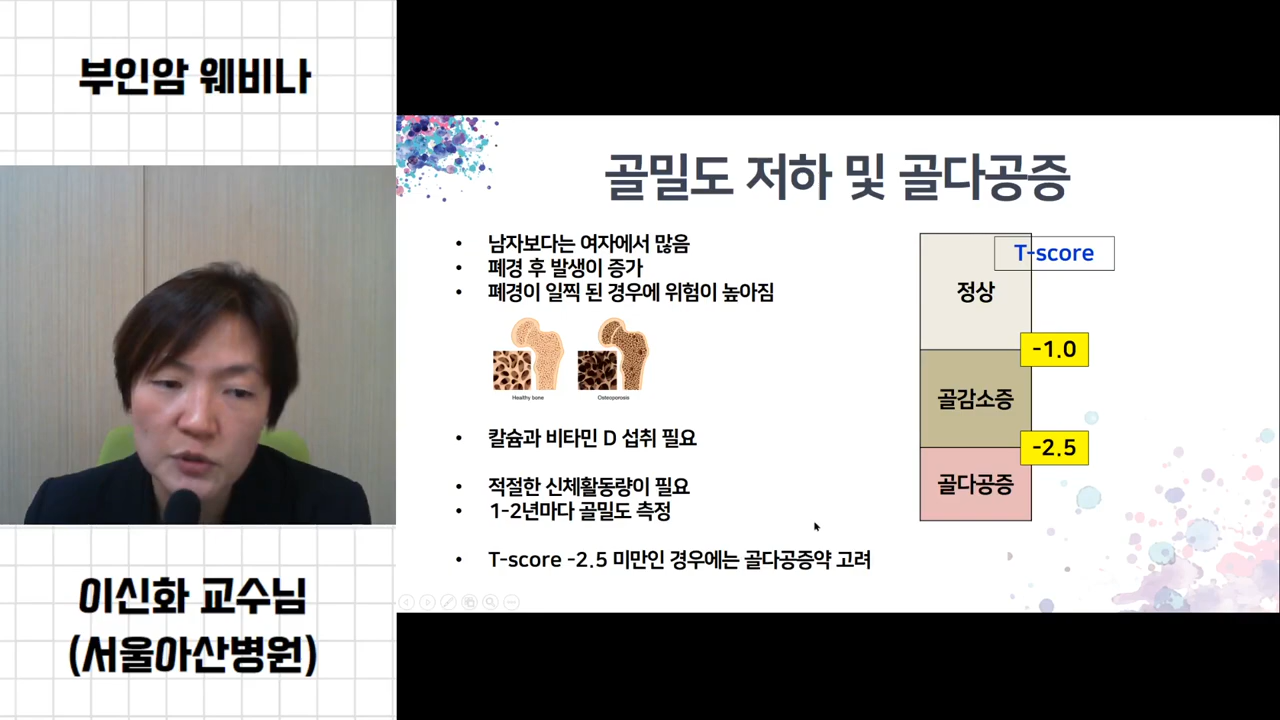 부인암 웨비나
이신화 교수님
(서울아산병원)
골밀도 저하 및 골다공증
• 남자보다는 여자에서 많음
• 폐경 후 발생이 증가
• 폐경이 일찍 된 경우에 위험이 높아짐
Healthy bone
Osteoporosis
• 칼슘과 비타민 D 섭취 필요
• 적절한 신체활동량이 필요
• 1-2년마다 골밀도 측정
• T-score -2.5 미만인 경우에는 골다공증약 고려
T-score
정상
-1.0
골감소증
-2.5
골다공증